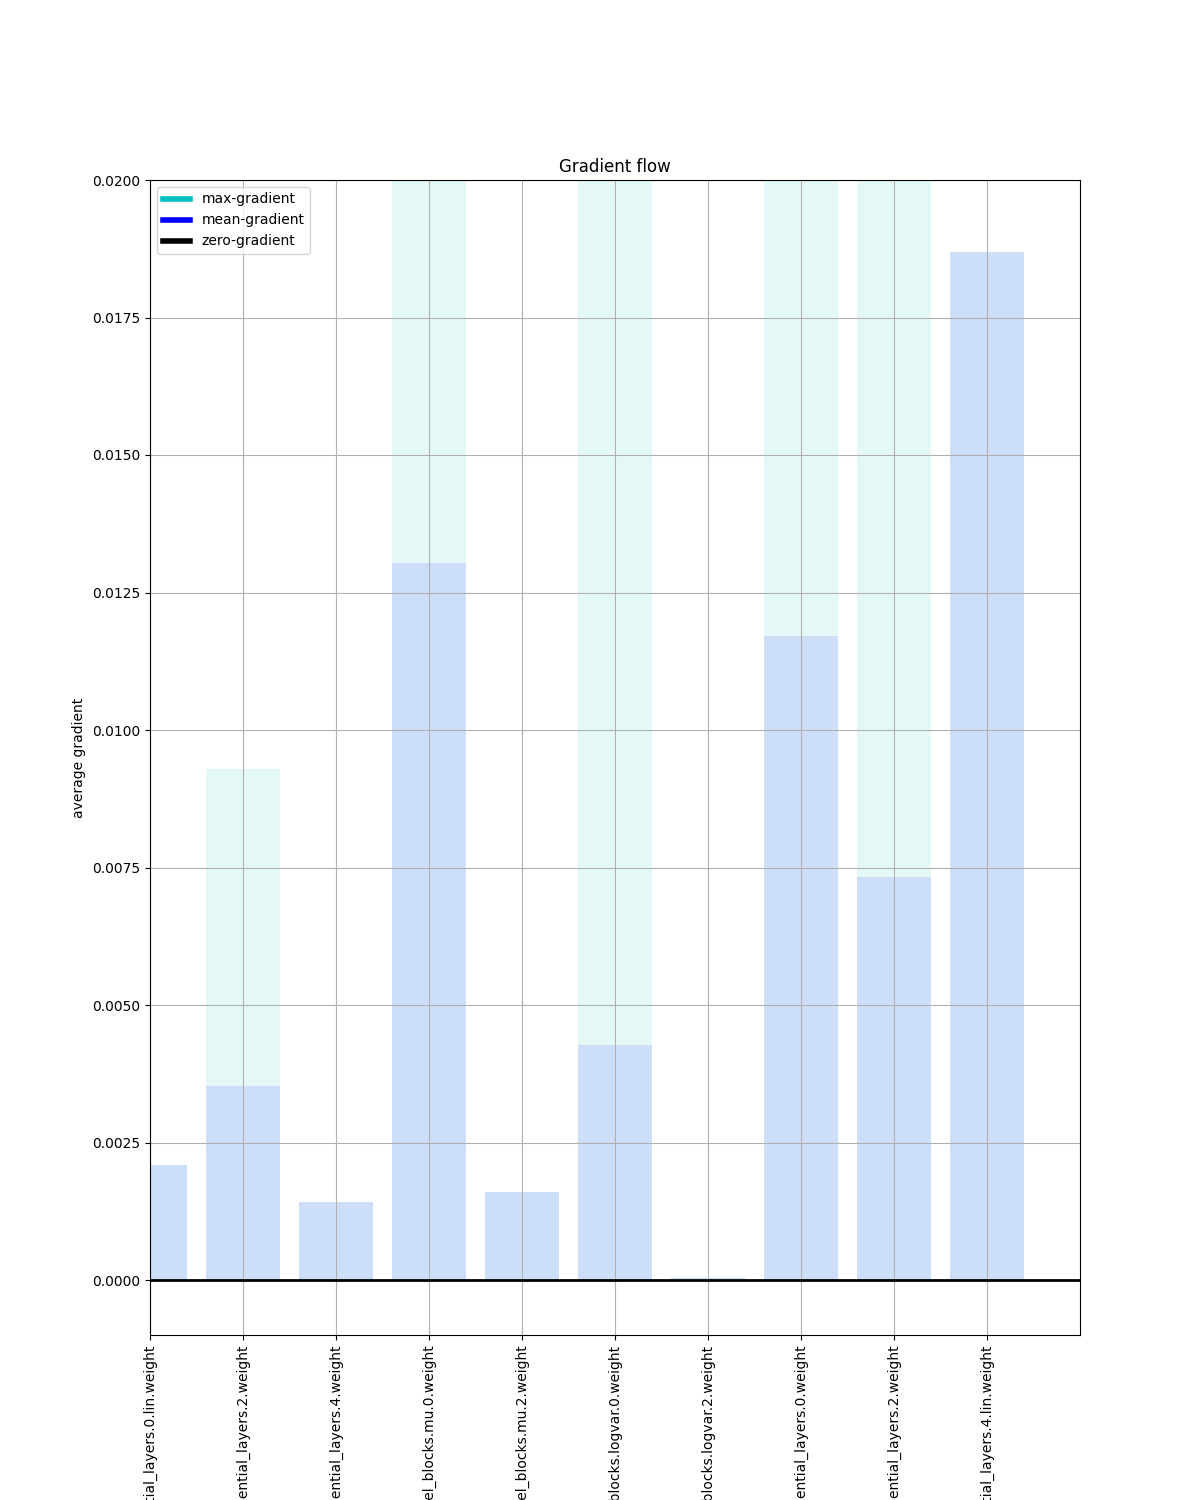 Gradient flow
max-gradient
mean-gradient
zero-gradient
0.0200
0.0175
0.0150
0.0125
0.0100
0.0075
0.0050
0.0025
0.0000
average gradient
tial_layers.0.lin.weight
ential_layers.2.weight
ential_layers.4.weight
el_blocks.mu.0.weight
el_blocks.mu.2.weight
blocks.logvar.0.weight
blocks.logvar.2.weight
ential_layers.0.weight
ential_layers.2.weight
tial_layers.4.lin.weight